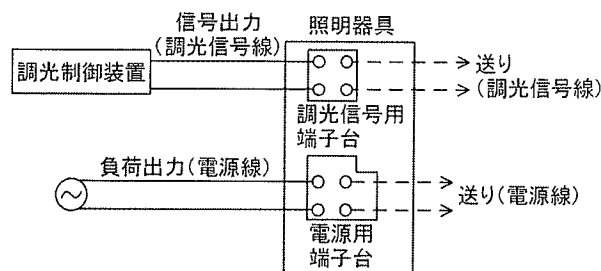 信号出力
(調光信号線)
照明器具
調光制御装置
送り
(調光信号線)
調光信号用
端子台
負荷出力(電源線)
送り(電源線)
電源用
端子台